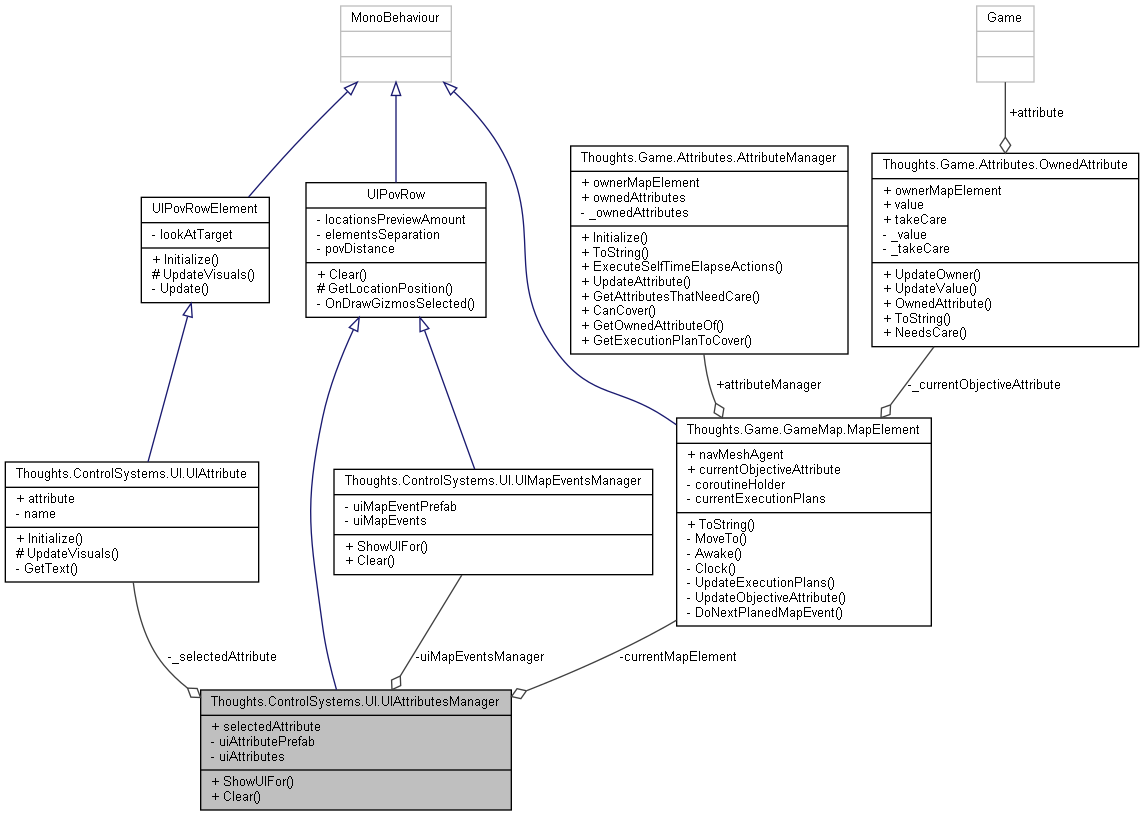 MonoBehaviour
Game
+attribute
Thoughts.Game.Attributes.AttributeManager
+ ownerMapElement
+ ownedAttributes
- _ownedAttributes
+ Initialize()
+ ToString()
+ ExecuteSelfTimeElapseActions()
+ UpdateAttribute()
+ GetAttributesThatNeedCare()
+ CanCover()
+ GetOwnedAttributeOf()
+ GetExecutionPlanToCover()
Thoughts.Game.Attributes.OwnedAttribute
+ ownerMapElement
+ value
+ takeCare
- _value
- _takeCare
+ UpdateOwner()
+ UpdateValue()
+ OwnedAttribute()
+ ToString()
+ NeedsCare()
UIPovRowElement
- lookAtTarget
+ Initialize()
# UpdateVisuals()
- Update()
UIPovRow
- locationsPreviewAmount
- elementsSeparation
- povDistance
+ Clear()
# GetLocationPosition()
- OnDrawGizmosSelected()
+attributeManager
-_currentObjectiveAttribute
Thoughts.Game.GameMap.MapElement
+ navMeshAgent
+ currentObjectiveAttribute
- coroutineHolder
- currentExecutionPlans
+ ToString()
- MoveTo()
- Awake()
- Clock()
- UpdateExecutionPlans()
- UpdateObjectiveAttribute()
- DoNextPlanedMapEvent()
Thoughts.ControlSystems.UI.UIAttribute
+ attribute
- name
+ Initialize()
# UpdateVisuals()
- GetText()
Thoughts.ControlSystems.UI.UIMapEventsManager
- uiMapEventPrefab
- uiMapEvents
+ ShowUIFor()
+ Clear()
-_selectedAttribute
-uiMapEventsManager
-currentMapElement
Thoughts.ControlSystems.UI.UIAttributesManager
+ selectedAttribute
- uiAttributePrefab
- uiAttributes
+ ShowUIFor()
+ Clear()